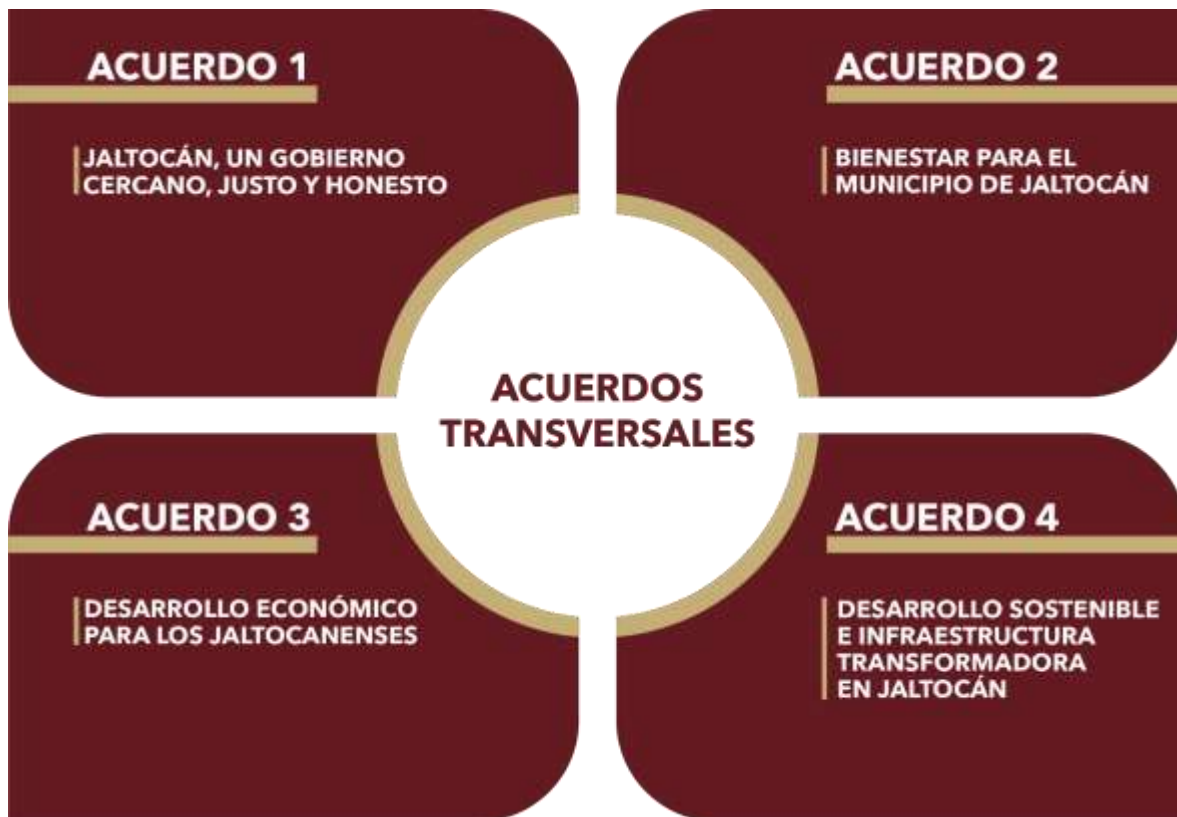 ACUERDO 1
JALTOCÁN, UN GOBIERNO
CERCANO, JUSTO Y HONESTO
ACUERDO 2
BIENESTAR PARA EL
MUNICIPIO DE JALTOCÁN
ACUERDOS
TRANSVERSALES
ACUERDO 3
DESARROLLO ECONÓMICO
PARA LOS JALTOCANENSES
ACUERDO 4
DESARROLLO SOSTENIBLE
E INFRAESTRUCTURA
TRANSFORMADORA
EN JALTOCÁN